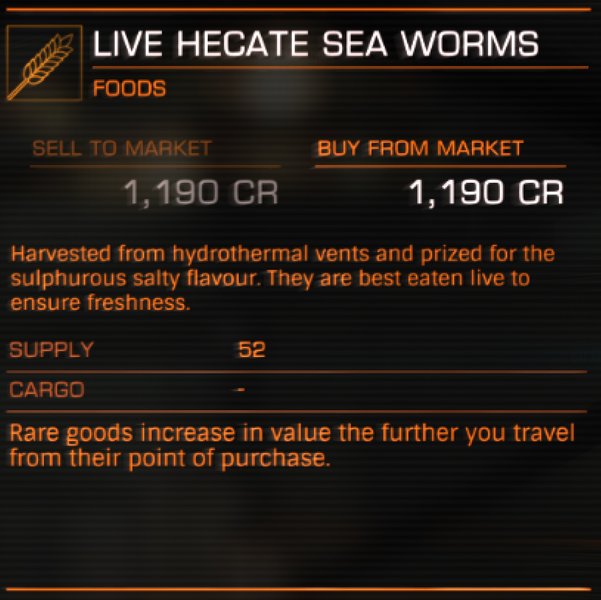 LIVE HECATE SEA WORMS
FOODS
SELL TO MARKET BUY FROM MARKET
1,190 CR 1,190 CR
Harvested from hydrothermal vents and prized for the
sulphurous salty flavour. They are best eaten live to
ensure freshness.
SUPPLY 52
CARGO -
Rare goods increase in value the further you travel
from their point of purchase.